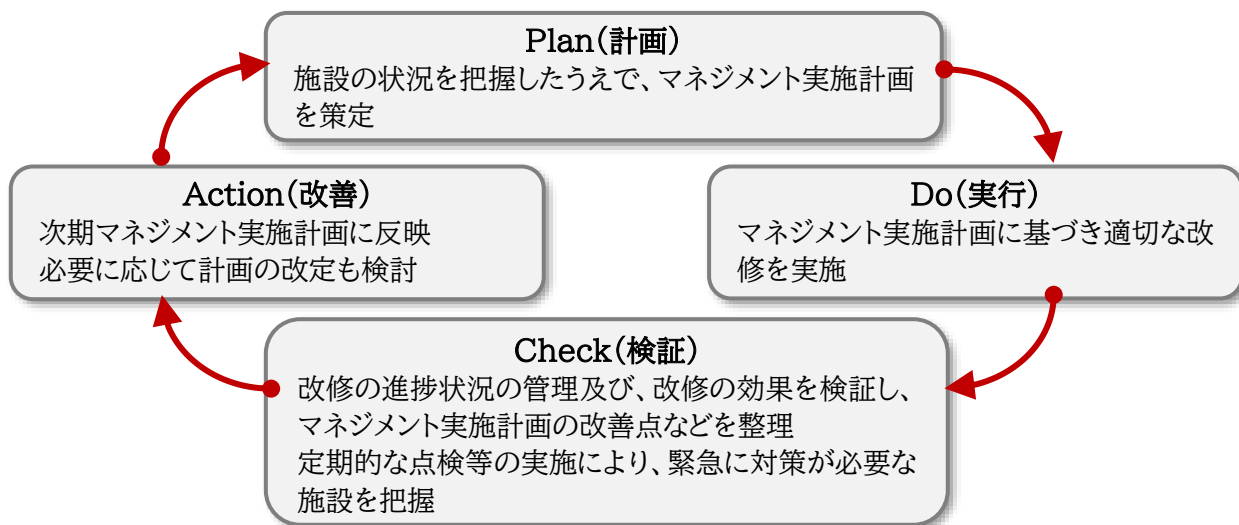 Plan(計画)
施設の状況を把握したうえで、マネジメント実施計画
を策定
Action(改善)
次期マネジメント実施計画に反映
必要に応じて計画の改定も検討
Do(実行)
マネジメント実施計画に基づき適切な改
修を実施
Check(検証)
改修の進捗状況の管理及び、改修の効果を検証し、
マネジメント実施計画の改善点などを整理
定期的な点検等の実施により、緊急に対策が必要な
施設を把握